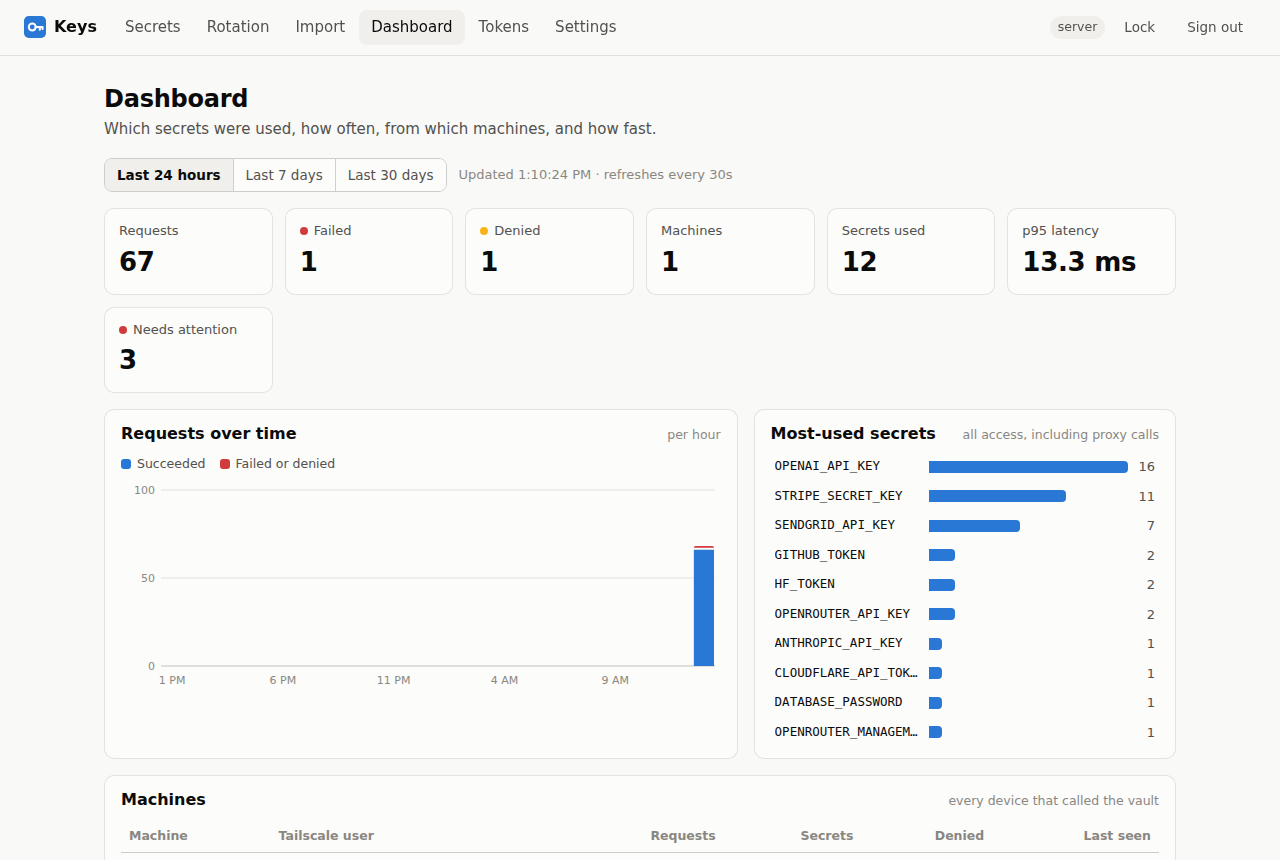 Keys Secrets Rotation Import Dashboard Tokens Settings server Lock Sign out
Dashboard
Which secrets were used, how often, from which machines, and how fast.
Last 24 hours Last 7 days Last 30 days Updated 1:10:24 PM · refreshes every 30s
Requests Failed Denied Machines Secrets used p95 latency
67 1 1 1 12 13.3 ms
Needs attention
3
Requests over time per hour
Succeeded Failed or denied
100
50
0
1 PM 6 PM 11 PM 4 AM 9 AM
Most-used secrets all access, including proxy calls
OPENAI_API_KEY 16
STRIPE_SECRET_KEY 11
SENDGRID_API_KEY 7
GITHUB_TOKEN 2
HF_TOKEN 2
OPENROUTER_API_KEY 2
ANTHROPIC_API_KEY 1
CLOUDFLARE_API_TOK… 1
DATABASE_PASSWORD 1
OPENROUTER_MANAGEM… 1
Machines every device that called the vault
Machine Tailscale user Requests Secrets Denied Last seen